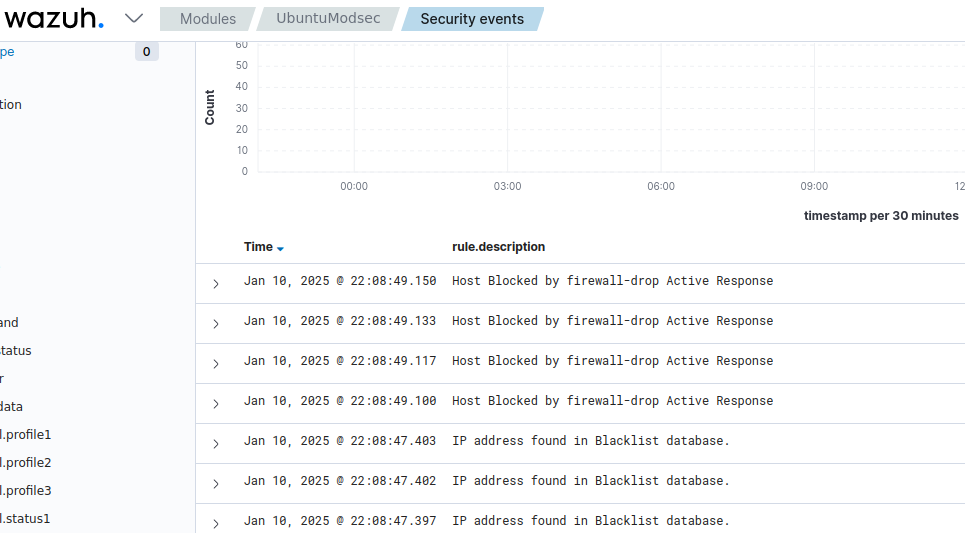 wazuh. Modules UbuntuModsec Security events
pe 0
tion
and
status
r
data
l.profile1
l.profile2
l.profile3
l.status1
Count
60
50
40
30
20
10
0
00:00 03:00 06:00 09:00 12
timestamp per 30 minutes
Time rule.description
Jan 10, 2025 @ 22:08:49.150 Host Blocked by firewall-drop Active Response
Jan 10, 2025 @ 22:08:49.133 Host Blocked by firewall-drop Active Response
Jan 10, 2025 @ 22:08:49.117 Host Blocked by firewall-drop Active Response
Jan 10, 2025 @ 22:08:49.100 Host Blocked by firewall-drop Active Response
Jan 10, 2025 @ 22:08:47.403 IP address found in Blacklist database.
Jan 10, 2025 @ 22:08:47.402 IP address found in Blacklist database.
Jan 10, 2025 @ 22:08:47.397 IP address found in Blacklist database.